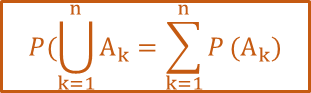 P(⋃ₖ₌₁ⁿ Aₖ = ∑ₖ₌₁ⁿ P (Aₖ)